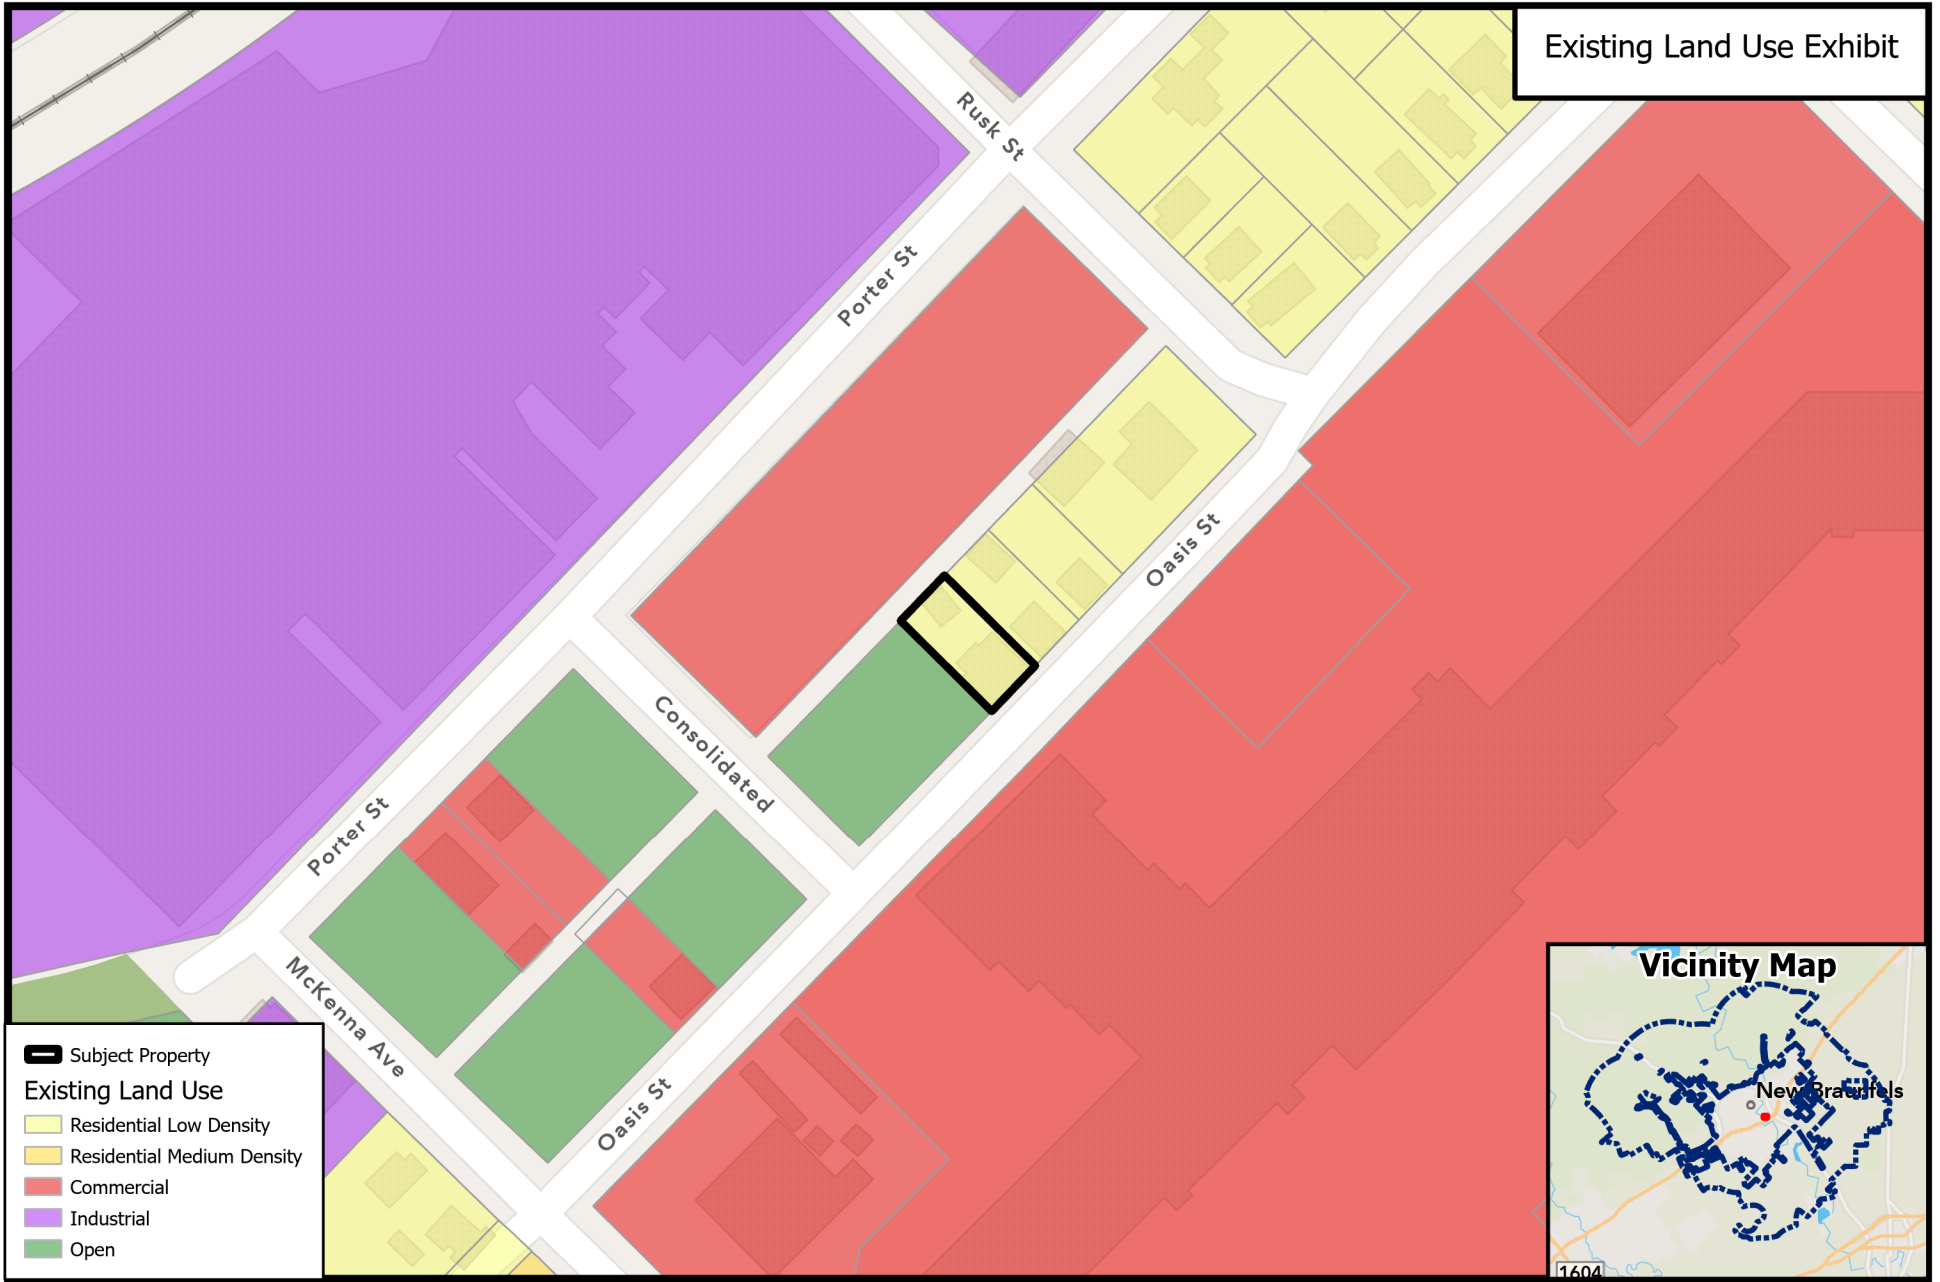 Existing Land Use Exhibit
Rusk St
Porter St
Oasis St
Consolidated
Porter St
McKenna Ave
Oasis St
Subject Property
Existing Land Use
Residential Low Density
Residential Medium Density
Commercial
Industrial
Open
Vicinity Map
New Braunfels
1604